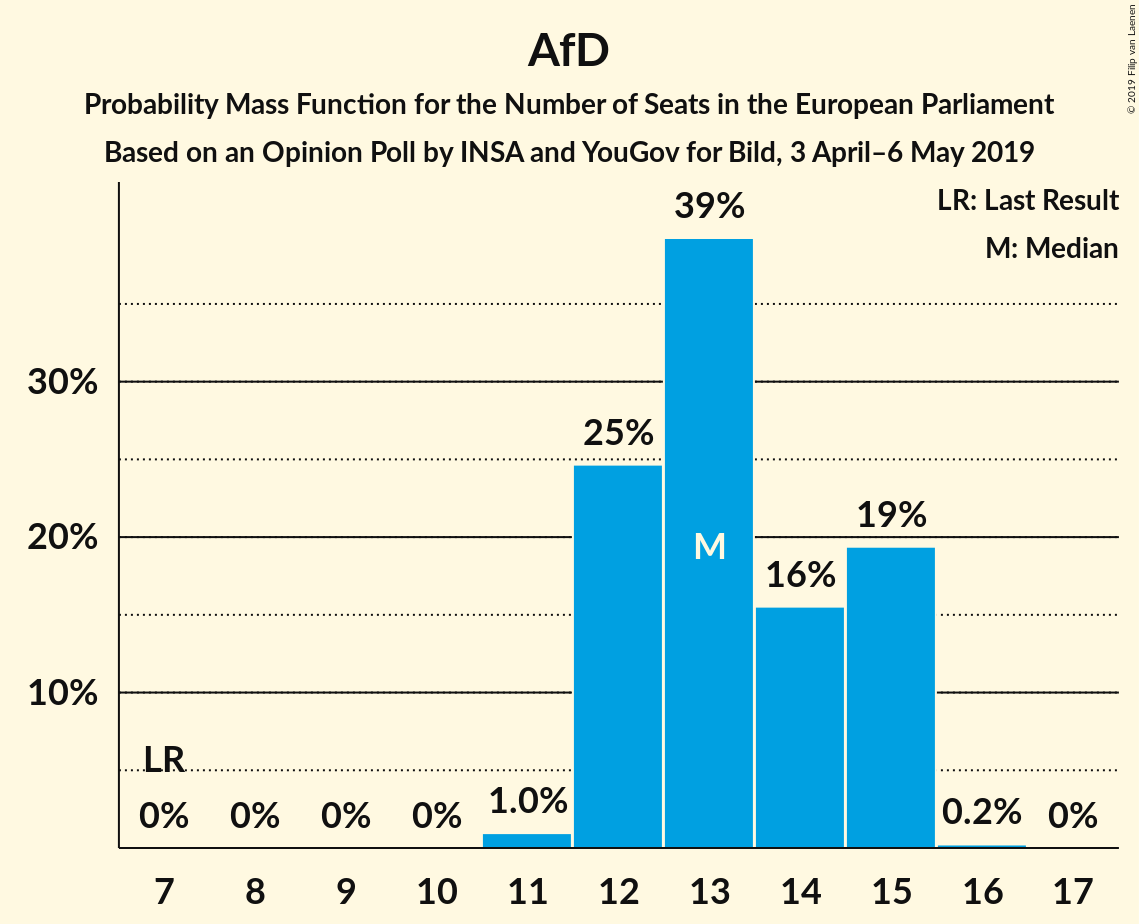 AfD
Probability Mass Function for the Number of Seats in the European Parliament
Based on an Opinion Poll by INSA and YouGov for Bild, 3 April–6 May 2019
© 2019 Filip van Laenen
LR: Last Result
M: Median
30%
20%
10%
LR
0%
0%
0%
0%
1.0%
25%
39%
M
16%
19%
0.2%
0%
7 8 9 10 11 12 13 14 15 16 17